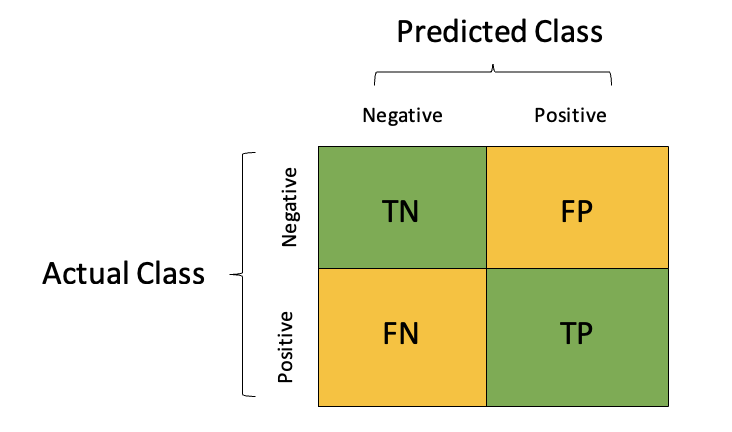 Predicted Class
Negative
Positive
Actual Class
Negative
TN
FP
Positive
FN
TP